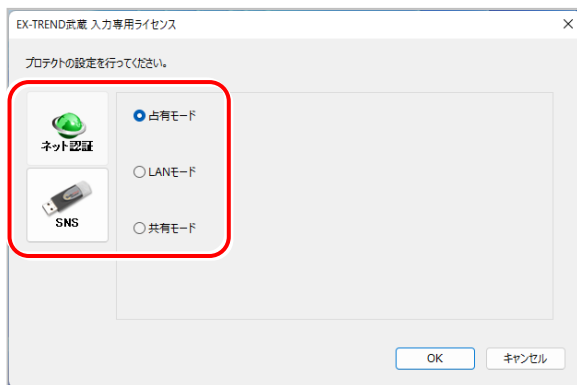 EX-TREND武蔵 入力専用ライセンス
プロテクトの設定を行ってください。
ネット認証
占有モード
LANモード
SNS
共有モード
OK
キャンセル